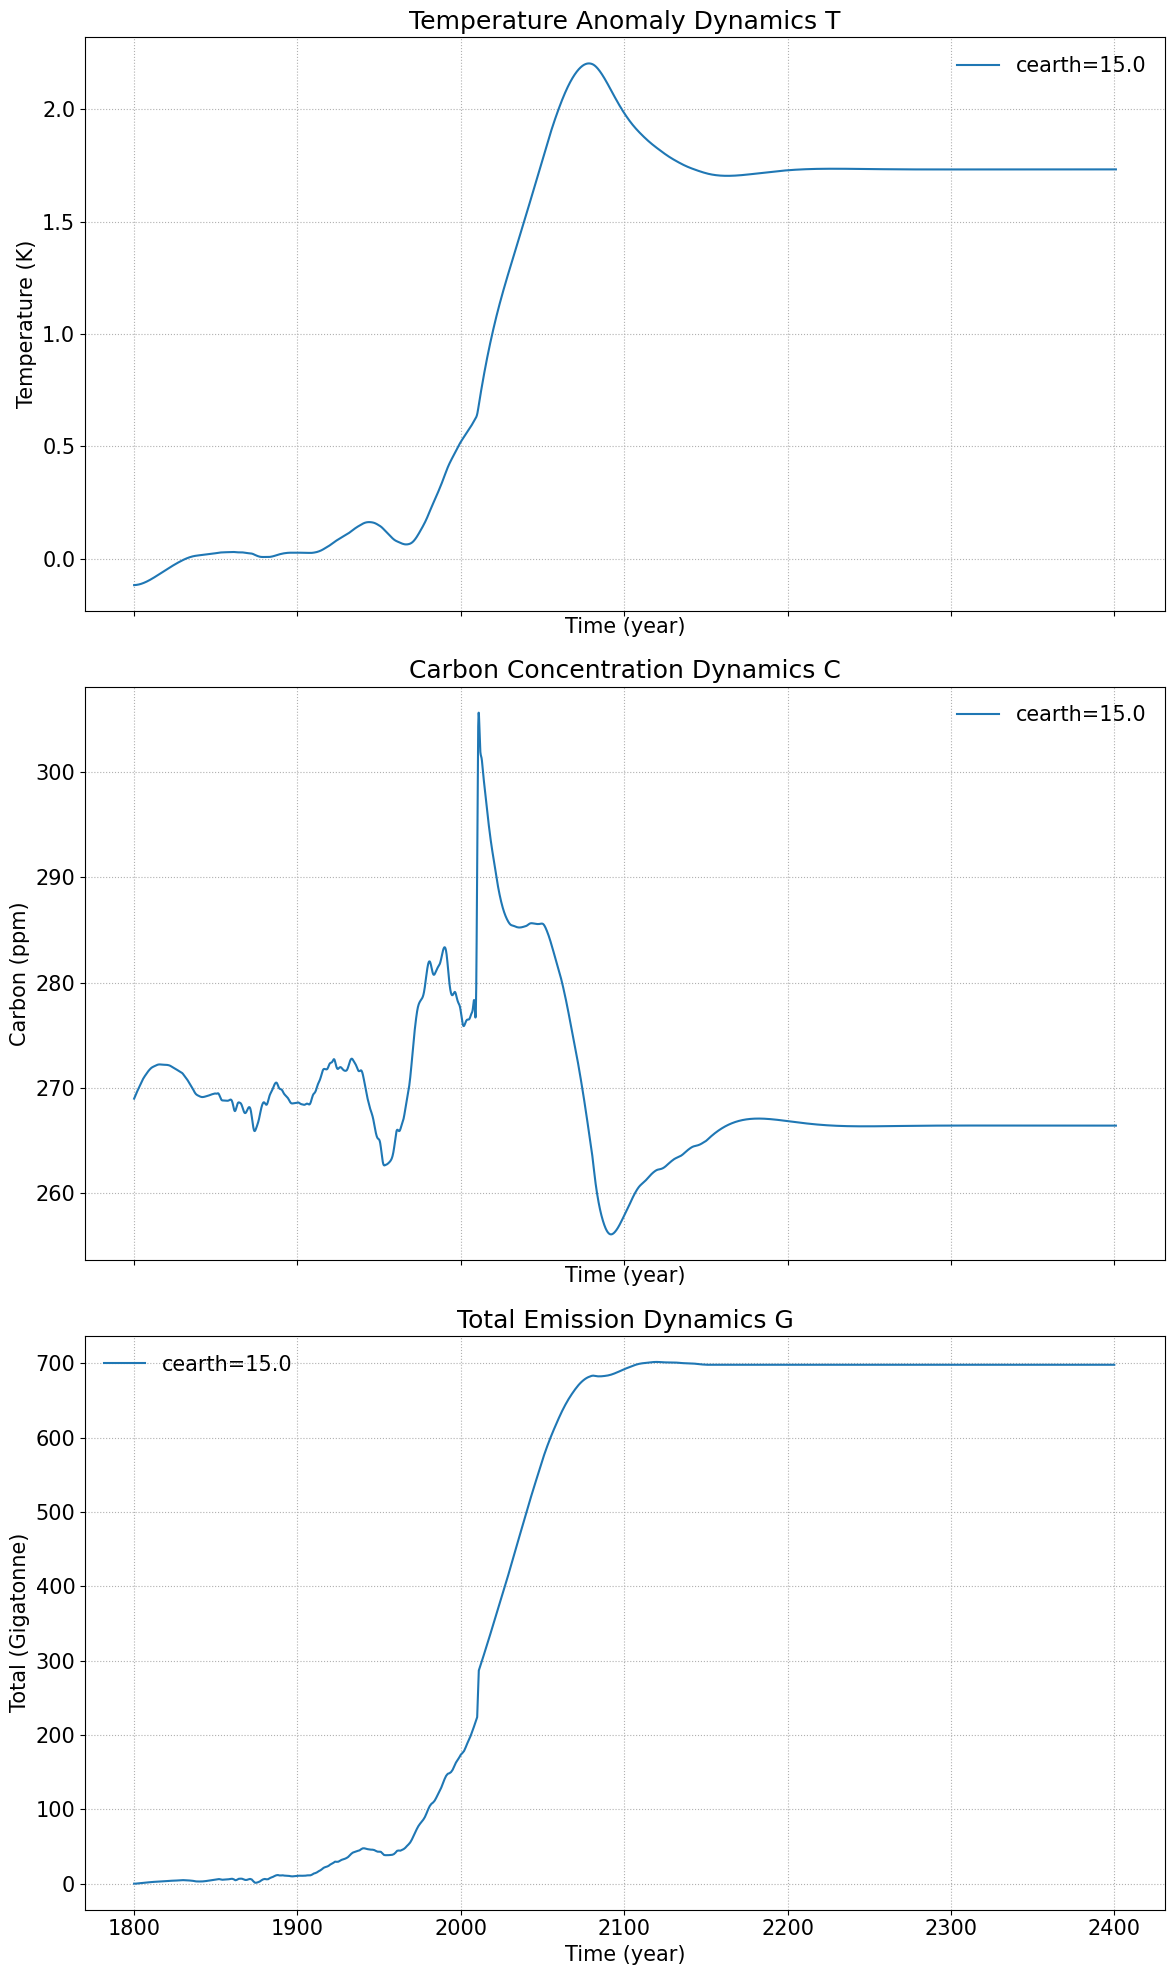 Temperature Anomaly Dynamics T
cearth=15.0
2.0
1.5
1.0
0.5
0.0
Temperature (K)
Time (year)
Carbon Concentration Dynamics C
cearth=15.0
300
290
280
270
260
Carbon (ppm)
Time (year)
Total Emission Dynamics G
cearth=15.0
700
600
500
400
300
200
100
0
Total (Gigatonne)
1800 1900 2000 2100 2200 2300 2400
Time (year)